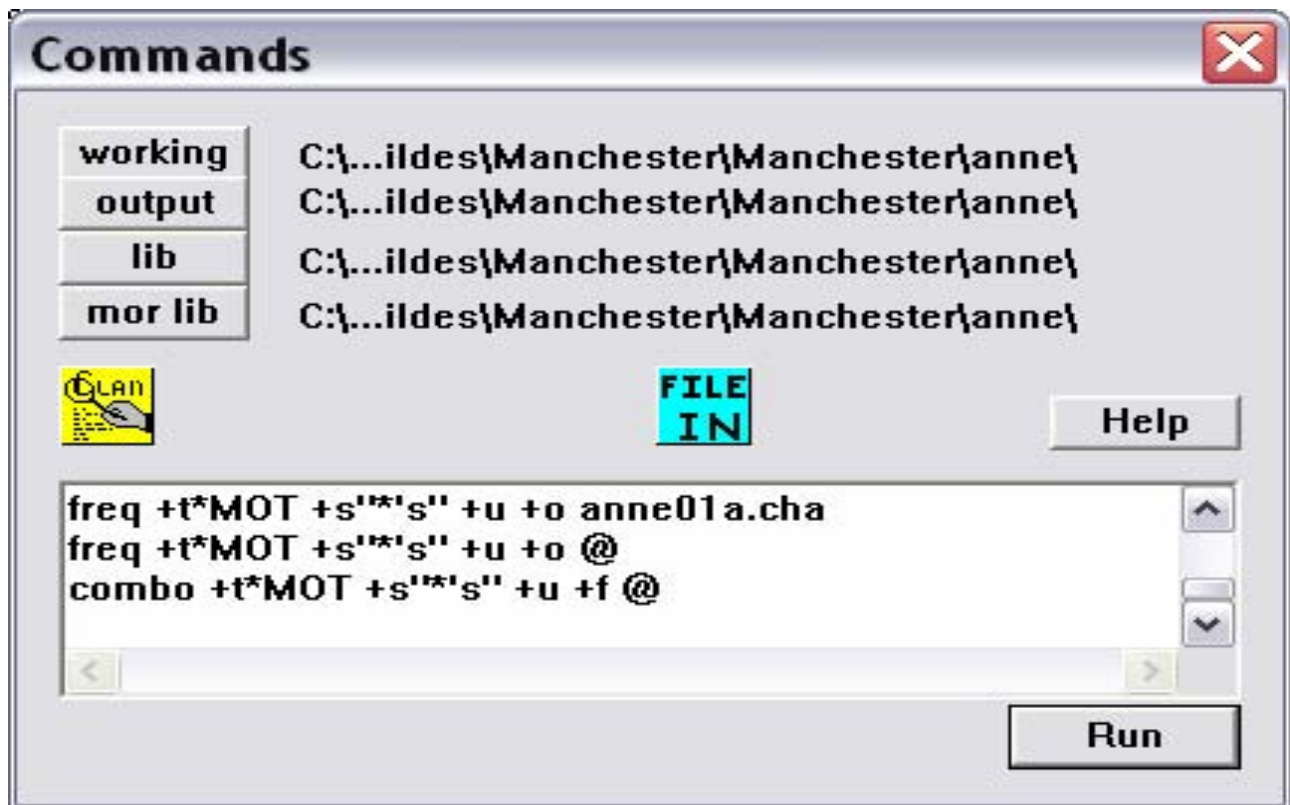 Commands
working C:\...ildes\Manchester\Manchester\anne\
output C:\...ildes\Manchester\Manchester\anne\
lib C:\...ildes\Manchester\Manchester\anne\
mor lib C:\...ildes\Manchester\Manchester\anne\
CLAN
FILE
IN
Help
freq +t*MOT +s"*'s" +u +o anne01a.cha
freq +t*MOT +s"*'s" +u +o @
combo +t*MOT +s"*'s" +u +f @
Run